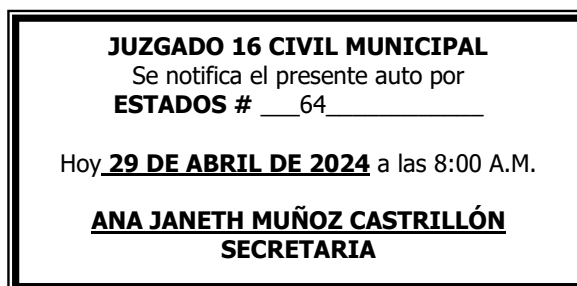 JUZGADO 16 CIVIL MUNICIPAL
Se notifica el presente auto por
ESTADOS # ___64____________
Hoy 29 DE ABRIL DE 2024 a las 8:00 A.M.
ANA JANETH MUÑOZ CASTRILLÓN
SECRETARIA